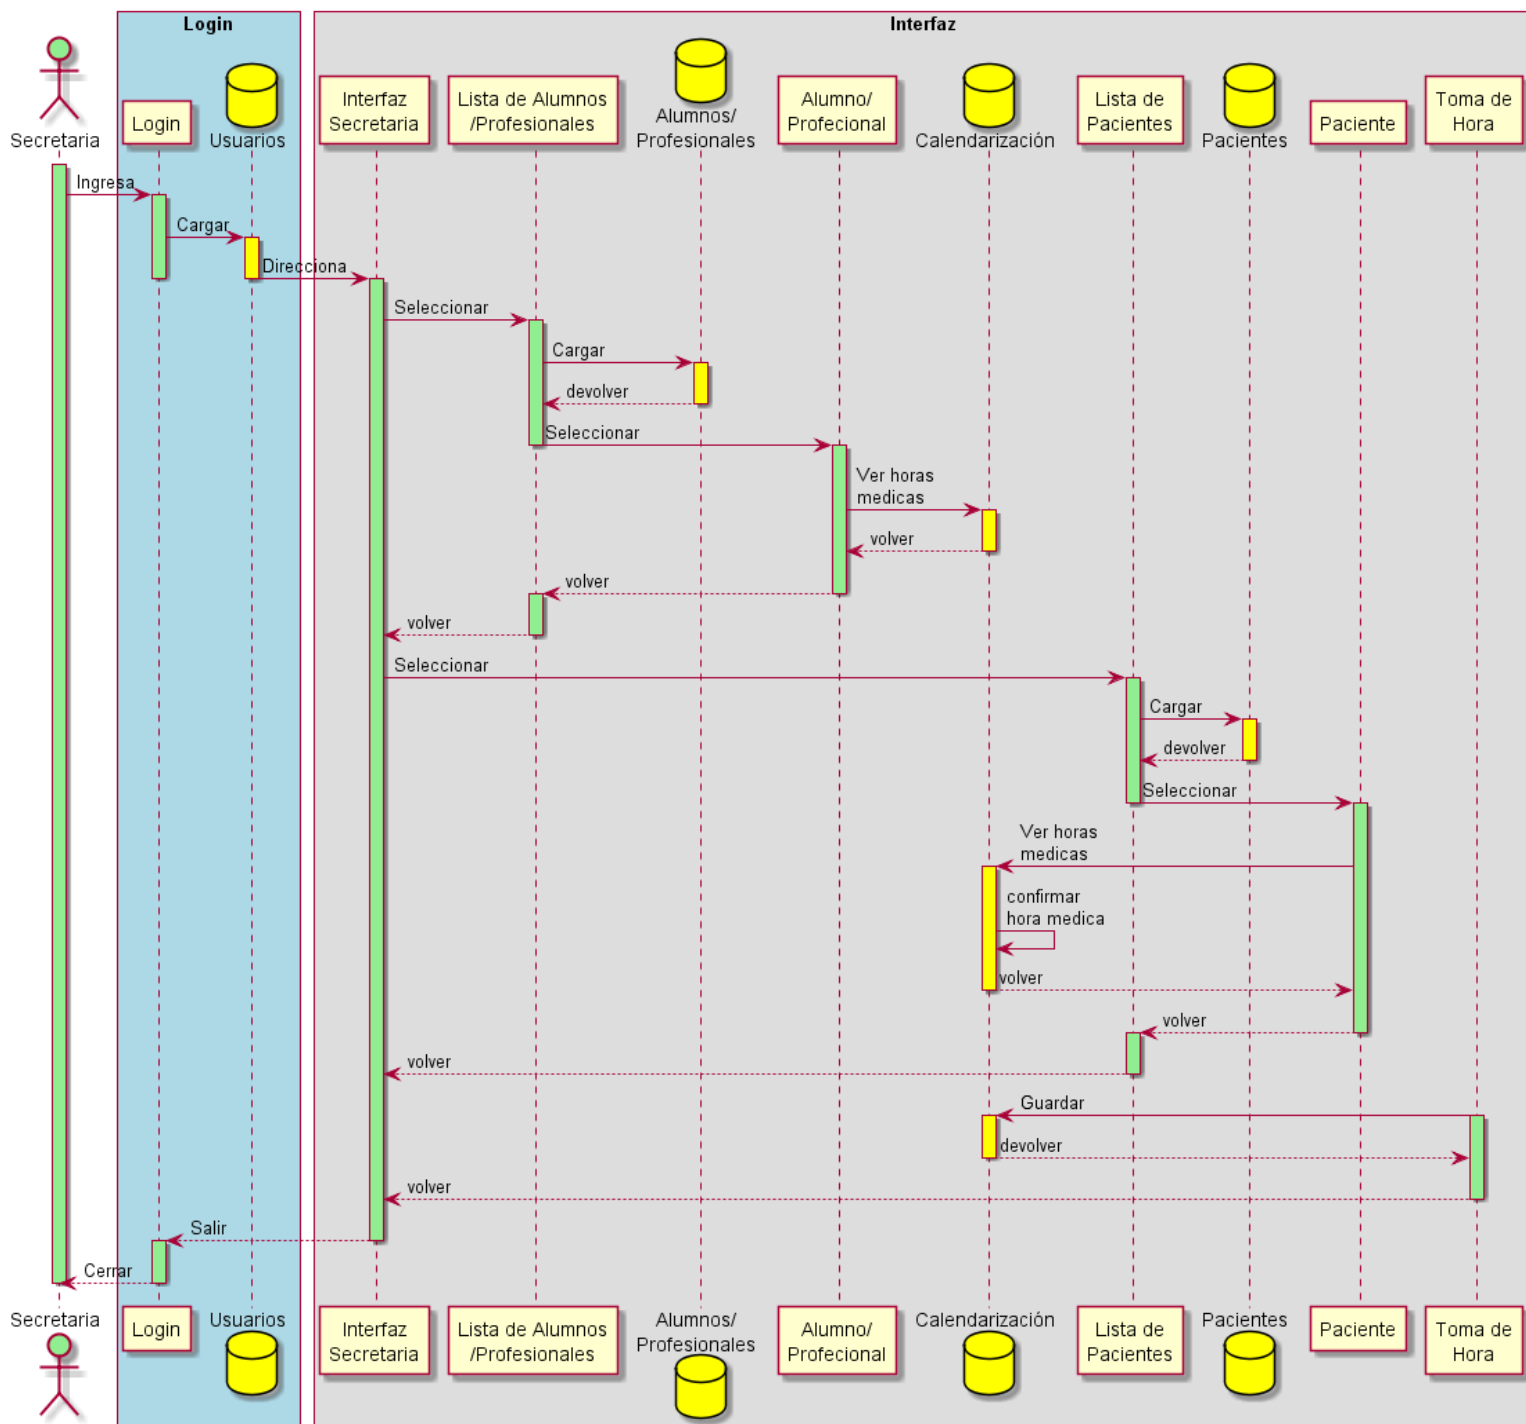 Login
Interfaz
Secretaria
Login
Usuarios
Interfaz
Secretaria
Lista de Alumnos
/Profesionales
Alumnos/
Profesionales
Alumno/
Profecional
Calendarización
Lista de
Pacientes
Pacientes
Paciente
Toma de
Hora
Ingresa
Cargar
Direcciona
Seleccionar
Cargar
devolver
Seleccionar
Ver horas
medicas
volver
volver
volver
Seleccionar
Cargar
devolver
Seleccionar
Ver horas
medicas
confirmar
hora medica
volver
volver
volver
Guardar
devolver
volver
Salir
Cerrar
Secretaria
Login
Usuarios
Interfaz
Secretaria
Lista de Alumnos
/Profesionales
Alumnos/
Profesionales
Alumno/
Profecional
Calendarización
Lista de
Pacientes
Pacientes
Paciente
Toma de
Hora